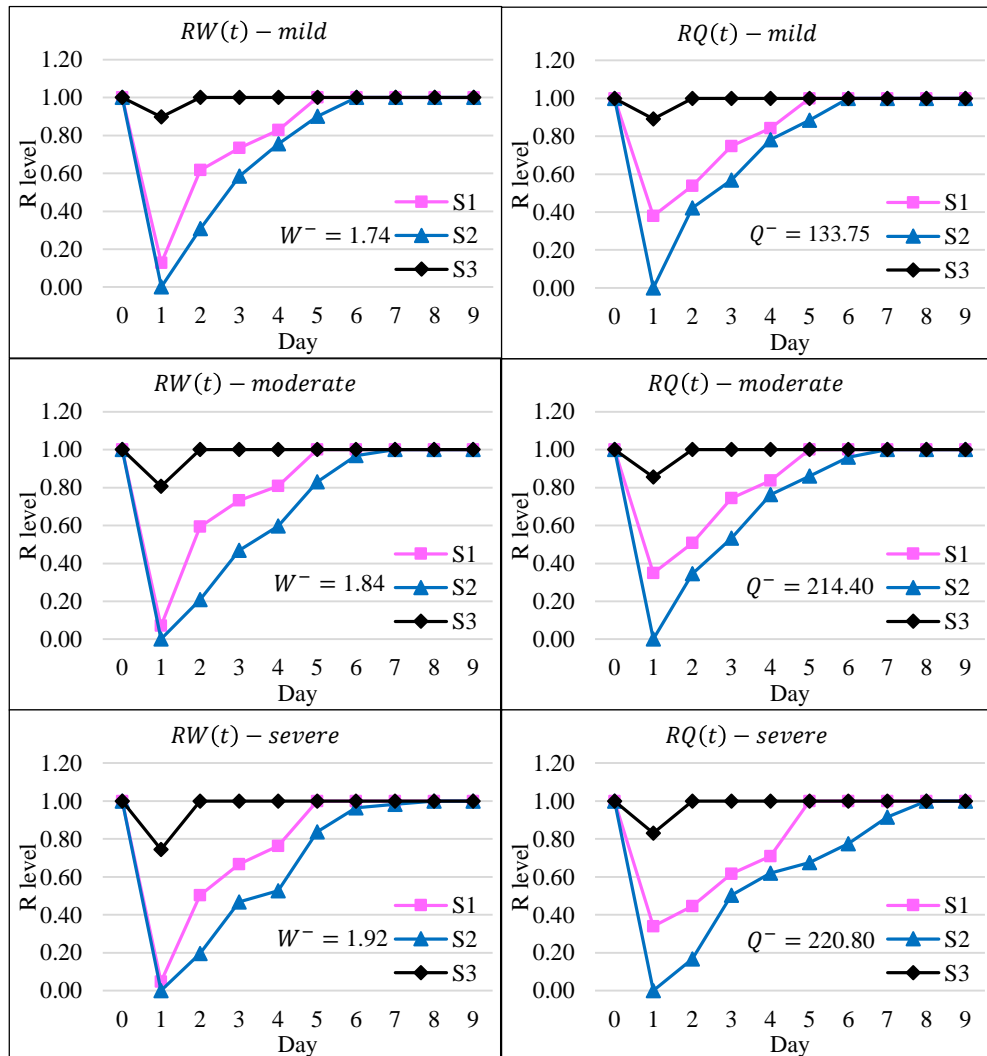 RW(t) − mild
1.20
1.00
0.80
0.60
0.40
0.20
0.00
R level
S1
W⁻ = 1.74
S2
S3
0 1 2 3 4 5 6 7 8 9
Day
RQ(t) − mild
1.20
1.00
0.80
0.60
0.40
0.20
0.00
R level
S1
Q⁻ = 133.75
S2
S3
0 1 2 3 4 5 6 7 8 9
Day
RW(t) − moderate
1.20
1.00
0.80
0.60
0.40
0.20
0.00
R level
S1
W⁻ = 1.84
S2
S3
0 1 2 3 4 5 6 7 8 9
Day
RQ(t) − moderate
1.20
1.00
0.80
0.60
0.40
0.20
0.00
R level
S1
Q⁻ = 214.40
S2
S3
0 1 2 3 4 5 6 7 8 9
Day
RW(t) − severe
1.20
1.00
0.80
0.60
0.40
0.20
0.00
R level
S1
W⁻ = 1.92
S2
S3
0 1 2 3 4 5 6 7 8 9
Day
RQ(t) − severe
1.20
1.00
0.80
0.60
0.40
0.20
0.00
R level
S1
Q⁻ = 220.80
S2
S3
0 1 2 3 4 5 6 7 8 9
Day